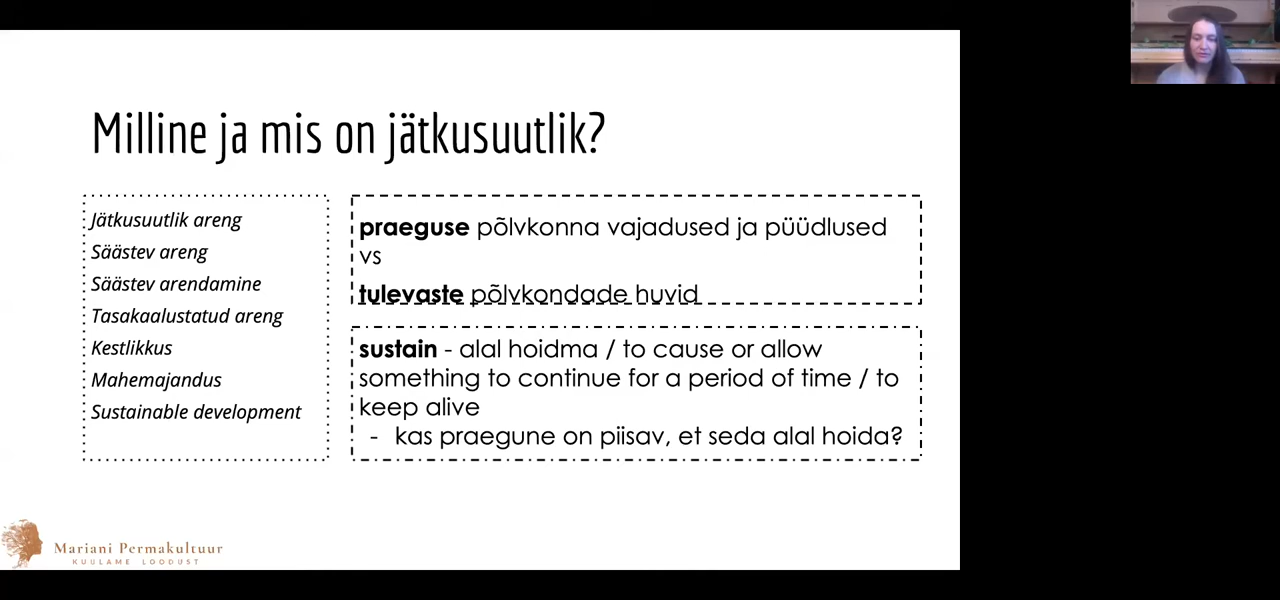 Milline ja mis on jätkusuutlik?
Jätkusuutlik areng
Säästev areng
Säästev arendamine
Tasakaalustatud areng
Kestlikkus
Mahemajandus
Sustainable development
praeguse põlvkonna vajadused ja püüdlused
vs
tulevaste põlvkondade huvid
sustain - alal hoidma / to cause or allow
something to continue for a period of time / to
keep alive
- kas praegune on piisav, et seda alal hoida?
Mariani Permakultuur
KUULAME LOODUST